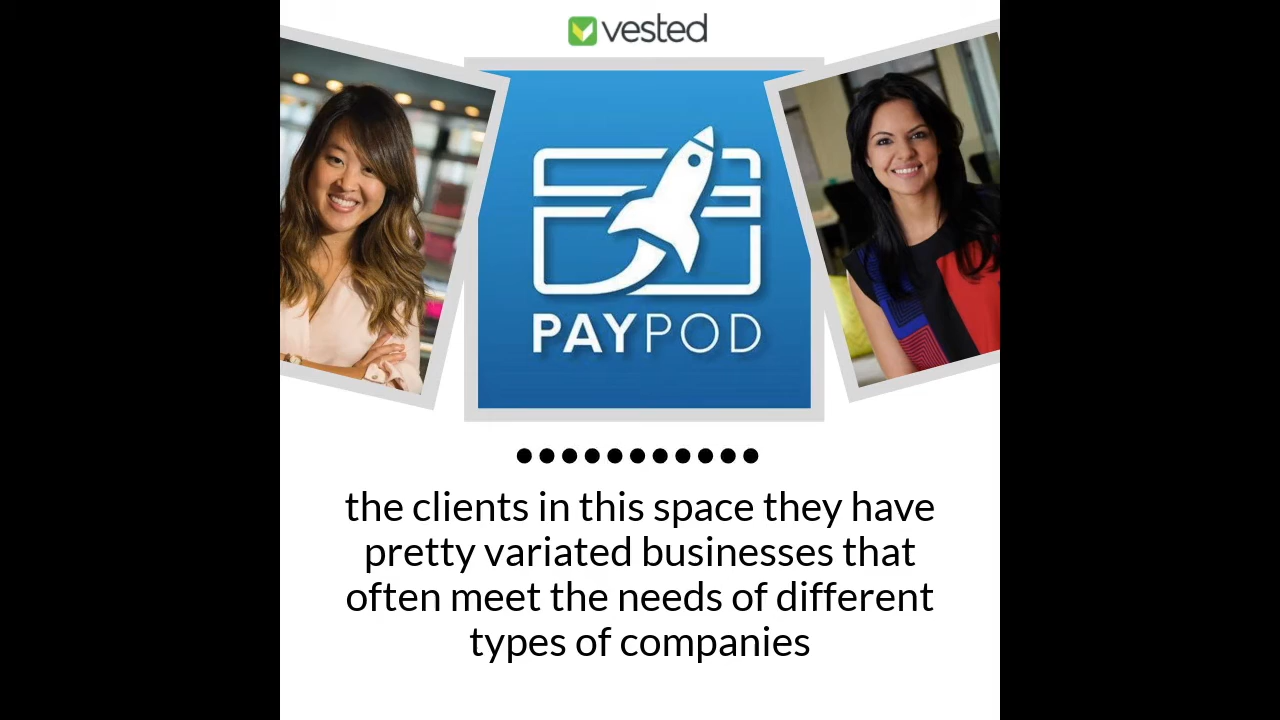 vested
PAYPOD
the clients in this space they have
pretty variated businesses that
often meet the needs of different
types of companies